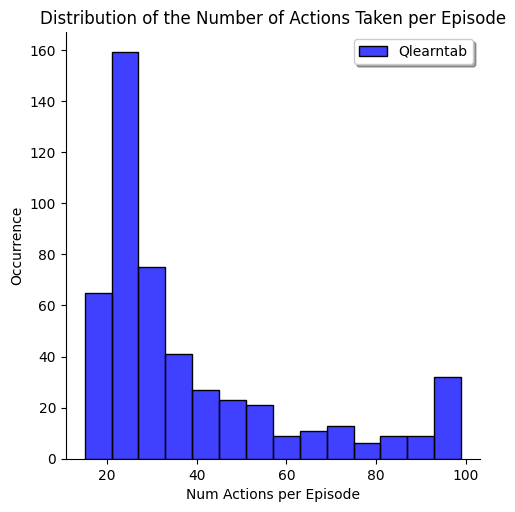 Distribution of the Number of Actions Taken per Episode
Qlearntab
160
140
120
100
80
60
40
20
0
Occurrence
20 40 60 80 100
Num Actions per Episode